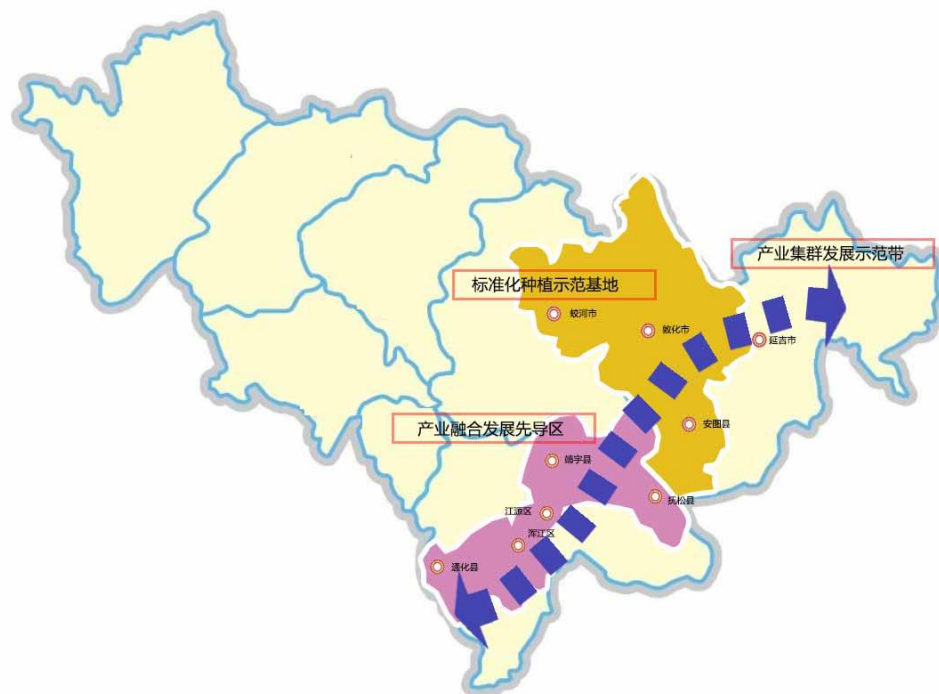 产业集群发展示范带
标准化种植示范基地
蛟河市
敦化市
延吉市
安图县
产业融合发展先导区
靖宇县
抚松县
江源区
浑江区
通化县